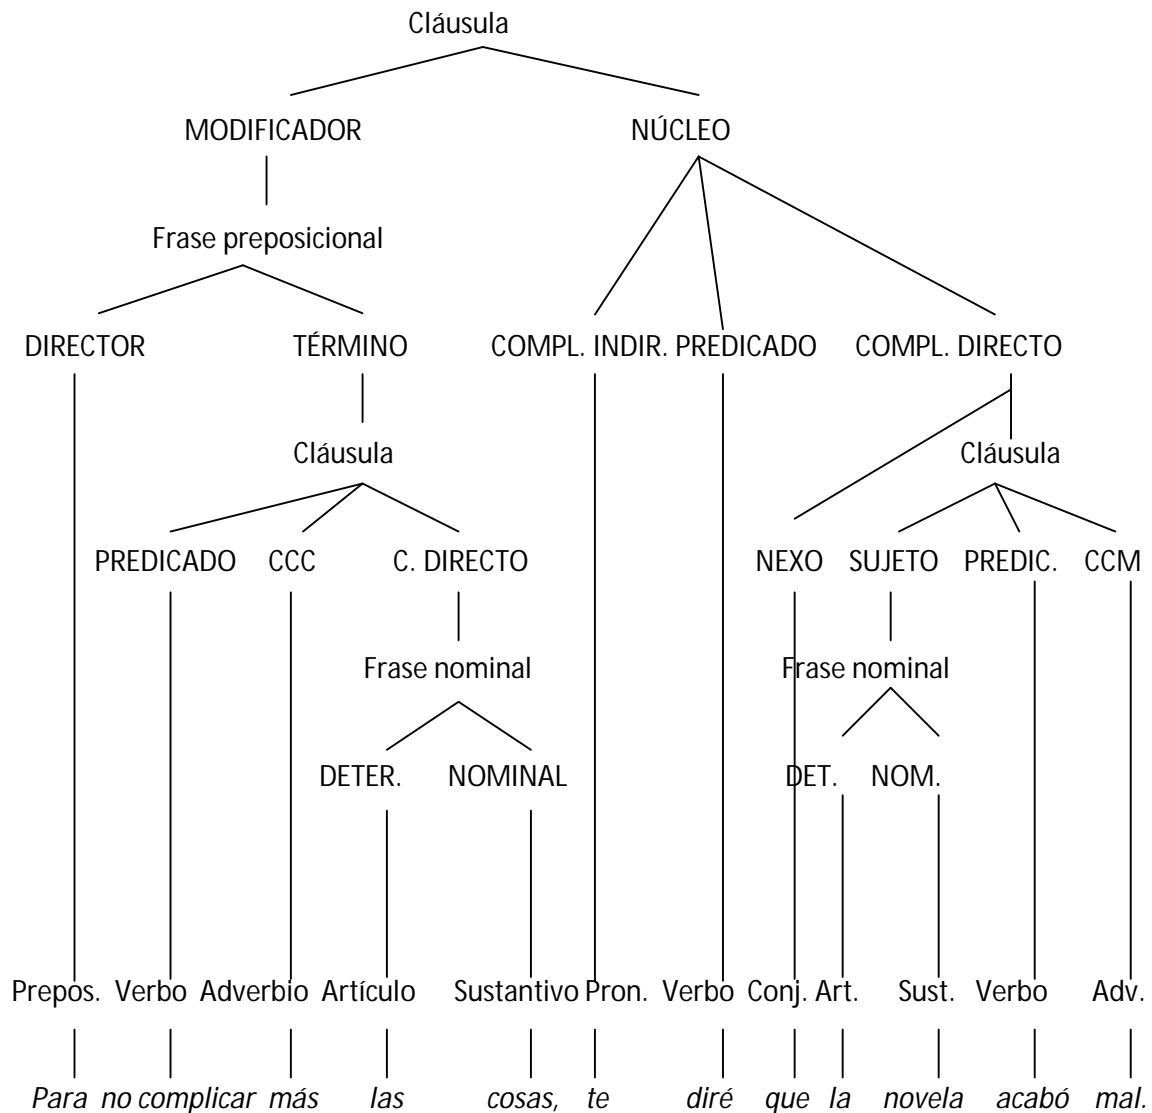 Cláusula
MODIFICADOR NÚCLEO
Frase preposicional
DIRECTOR TÉRMINO COMPL. INDIR. PREDICADO COMPL. DIRECTO
Cláusula Cláusula
PREDICADO CCC C. DIRECTO NEXO SUJETO PREDIC. CCM
Frase nominal Frase nominal
DETER. NOMINAL DET. NOM.
Prepos. Verbo Adverbio Artículo Sustantivo Pron. Verbo Conj. Art. Sust. Verbo Adv.
Para no complicar más las cosas, te diré que la novela acabó mal.